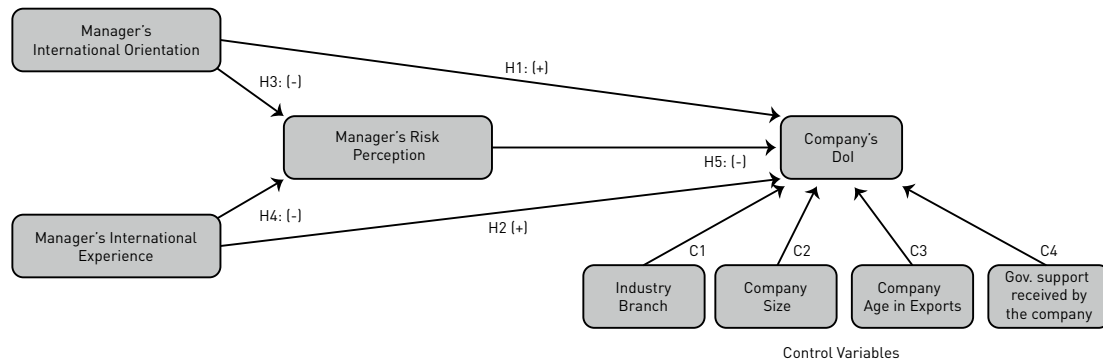 Manager's
International Orientation
H1: (+)
H3: (-)
Manager's Risk
Perception
Company's
DoI
H5: (-)
H4: (-)
H2 (+)
Manager's International
Experience
C1
C2
C3
C4
Industry
Branch
Company
Size
Company
Age in Exports
Gov. support
received by
the company
Control Variables